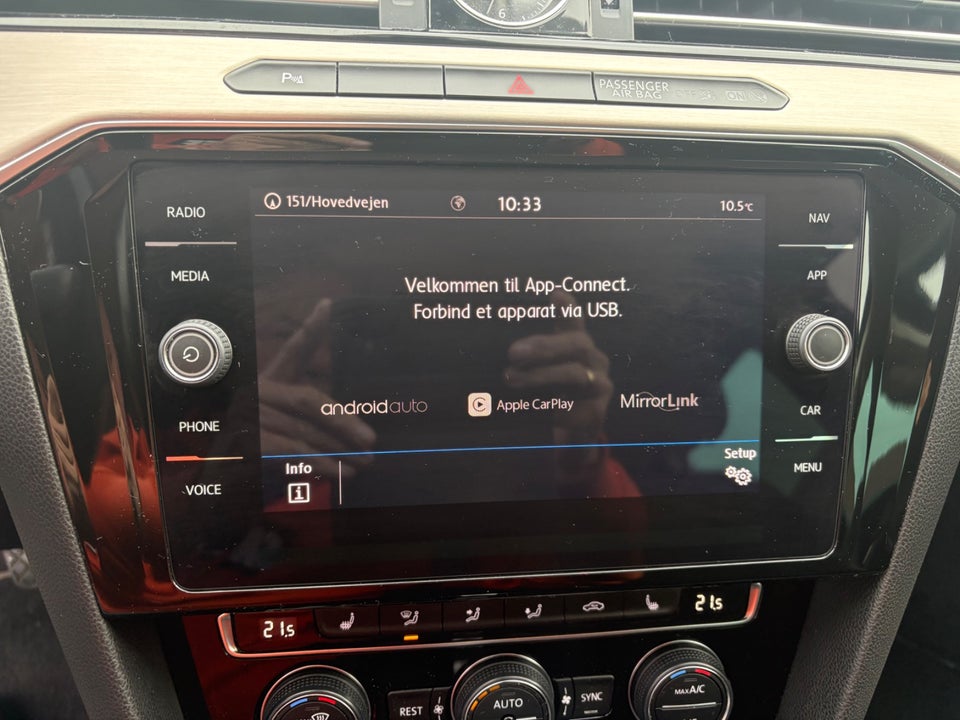 6
P
PASSENGER
AIR BAG OFF ON
RADIO
MEDIA
PHONE
VOICE
151/Hovedvejen
10:33
10.5°C
Velkommen til App-Connect.
Forbind et apparat via USB.
androidauto
Apple CarPlay
MirrorLink
Info
i
Setup
NAV
APP
CAR
MENU
21,5
21,5
REST
AUTO
SYNC
MAX A/C